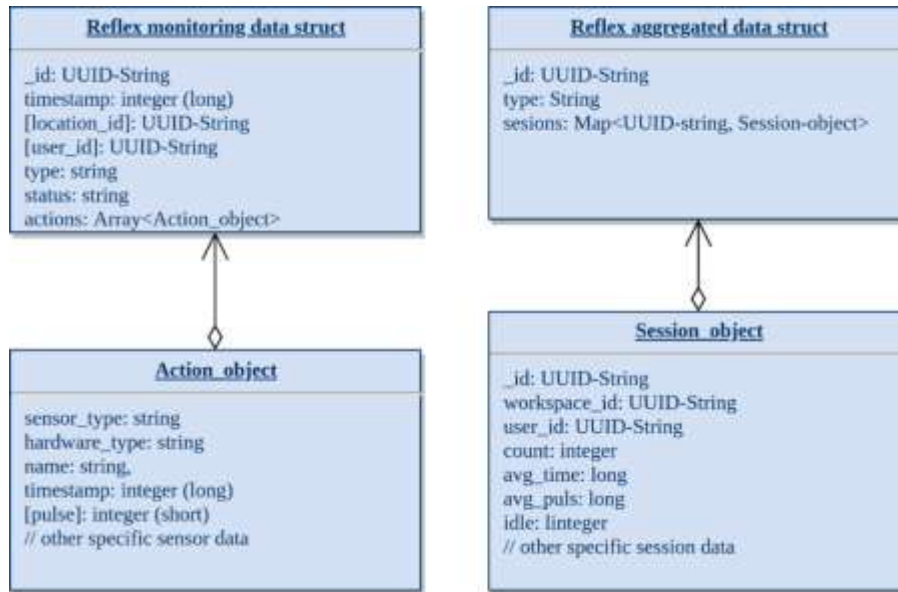 Reflex monitoring data struct
_id: UUID-String
timestamp: integer (long)
[location_id]: UUID-String
[user_id]: UUID-String
type: string
status: string
actions: Array<Action_object>
Reflex aggregated data struct
_id: UUID-String
type: String
sesions: Map<UUID-string, Session-object>
Action_object
sensor_type: string
hardware_type: string
name: string,
timestamp: integer (long)
[pulse]: integer (short)
// other specific sensor data
Session_object
_id: UUID-String
workspace_id: UUID-String
user_id: UUID-String
count: integer
avg_time: long
avg_puls: long
idle: linteger
// other specific session data